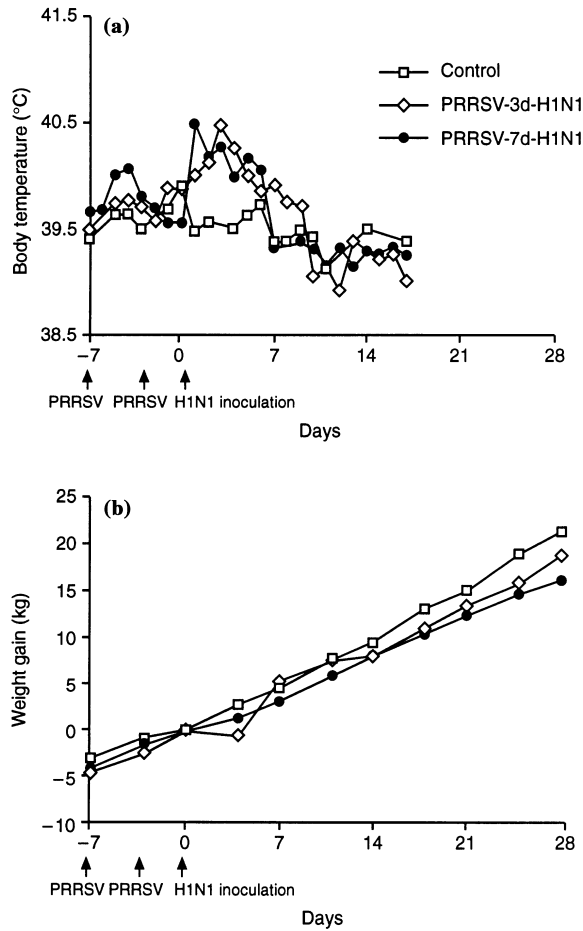 41.5
(a)
Control
40.5
PRRSV-3d-H1N1
PRRSV-7d-H1N1
Body temperature (°C)
39.5
38.5
−7 0 7 14 21 28
PRRSV PRRSV H1N1 inoculation
Days
25
(b)
20
15
Weight gain (kg)
10
5
0
−5
−10
−7 0 7 14 21 28
PRRSV PRRSV H1N1 inoculation
Days